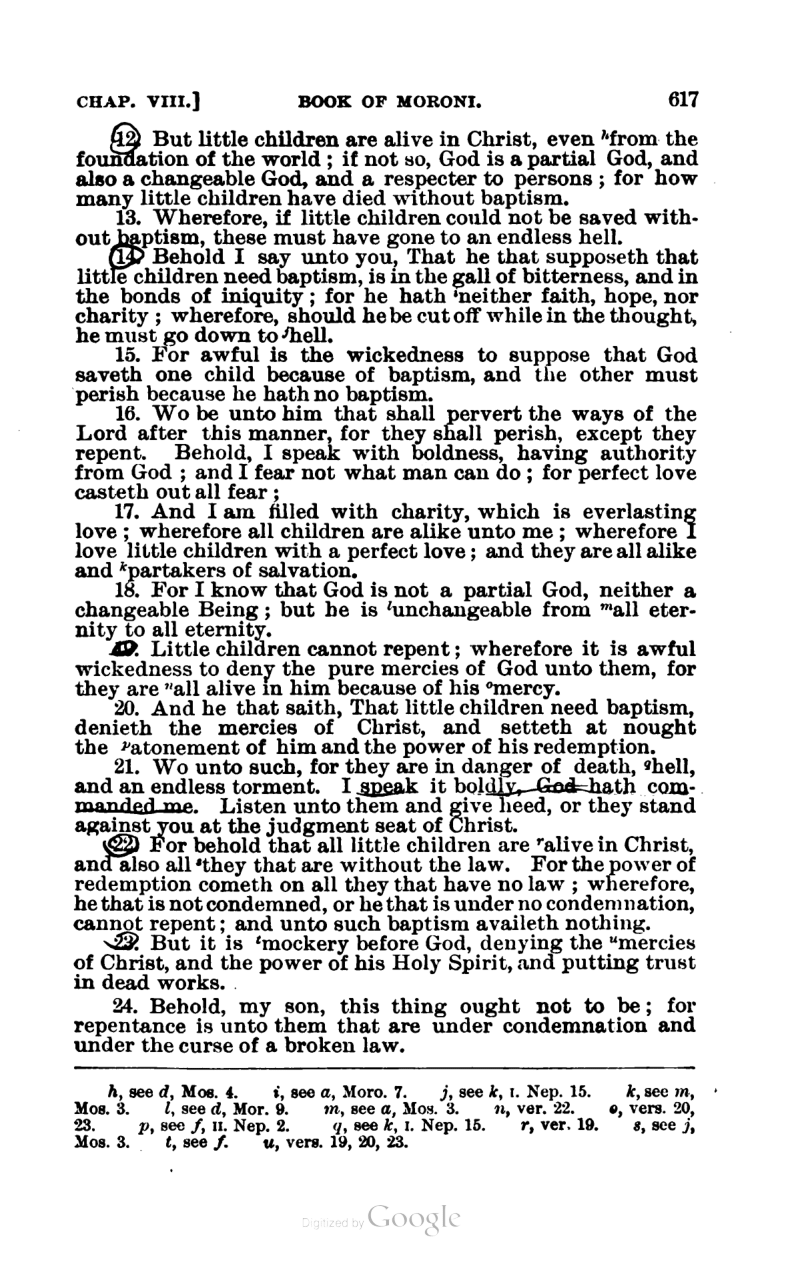 CHAP. VIII.] BOOK OF MORONI. 617
12 But little children are alive in Christ, even ʰfrom the
foundation of the world ; if not so, God is a partial God, and
also a changeable God, and a respecter to persons ; for how
many little children have died without baptism.
13. Wherefore, if little children could not be saved with-
out baptism, these must have gone to an endless hell.
14 Behold I say unto you, That he that supposeth that
little children need baptism, is in the gall of bitterness, and in
the bonds of iniquity ; for he hath ⁱneither faith, hope, nor
charity ; wherefore, should he be cut off while in the thought,
he must go down to ʲhell.
15. For awful is the wickedness to suppose that God
saveth one child because of baptism, and the other must
perish because he hath no baptism.
16. Wo be unto him that shall pervert the ways of the
Lord after this manner, for they shall perish, except they
repent. Behold, I speak with boldness, having authority
from God ; and I fear not what man can do ; for perfect love
casteth out all fear ;
17. And I am filled with charity, which is everlasting
love ; wherefore all children are alike unto me ; wherefore I
love little children with a perfect love ; and they are all alike
and ᵏpartakers of salvation.
18. For I know that God is not a partial God, neither a
changeable Being ; but he is ˡunchangeable from ᵐall eter-
nity to all eternity.
19. Little children cannot repent ; wherefore it is awful
wickedness to deny the pure mercies of God unto them, for
they are ⁿall alive in him because of his ᵒmercy.
20. And he that saith, That little children need baptism,
denieth the mercies of Christ, and setteth at nought
the ᵖatonement of him and the power of his redemption.
21. Wo unto such, for they are in danger of death, qhell,
and an endless torment. I speak it boldly, God hath com-
manded me. Listen unto them and give heed, or they stand
against you at the judgment seat of Christ.
22 For behold that all little children are ʳalive in Christ,
and also all ˢthey that are without the law. For the power of
redemption cometh on all they that have no law ; wherefore,
he that is not condemned, or he that is under no condemnation,
cannot repent ; and unto such baptism availeth nothing.
23. But it is ᵗmockery before God, denying the ᵘmercies
of Christ, and the power of his Holy Spirit, and putting trust
in dead works.
24. Behold, my son, this thing ought not to be ; for
repentance is unto them that are under condemnation and
under the curse of a broken law.
h, see d, Mos. 4. i, see a, Moro. 7. j, see k, I. Nep. 15. k, see m,
Mos. 3. l, see d, Mor. 9. m, see a, Mos. 3. n, ver. 22. o, vers. 20,
23. p, see f, II. Nep. 2. q, see k, I. Nep. 15. r, ver. 19. s, see j,
Mos. 3. t, see f. u, vers. 19, 20, 23.
Digitized by Google